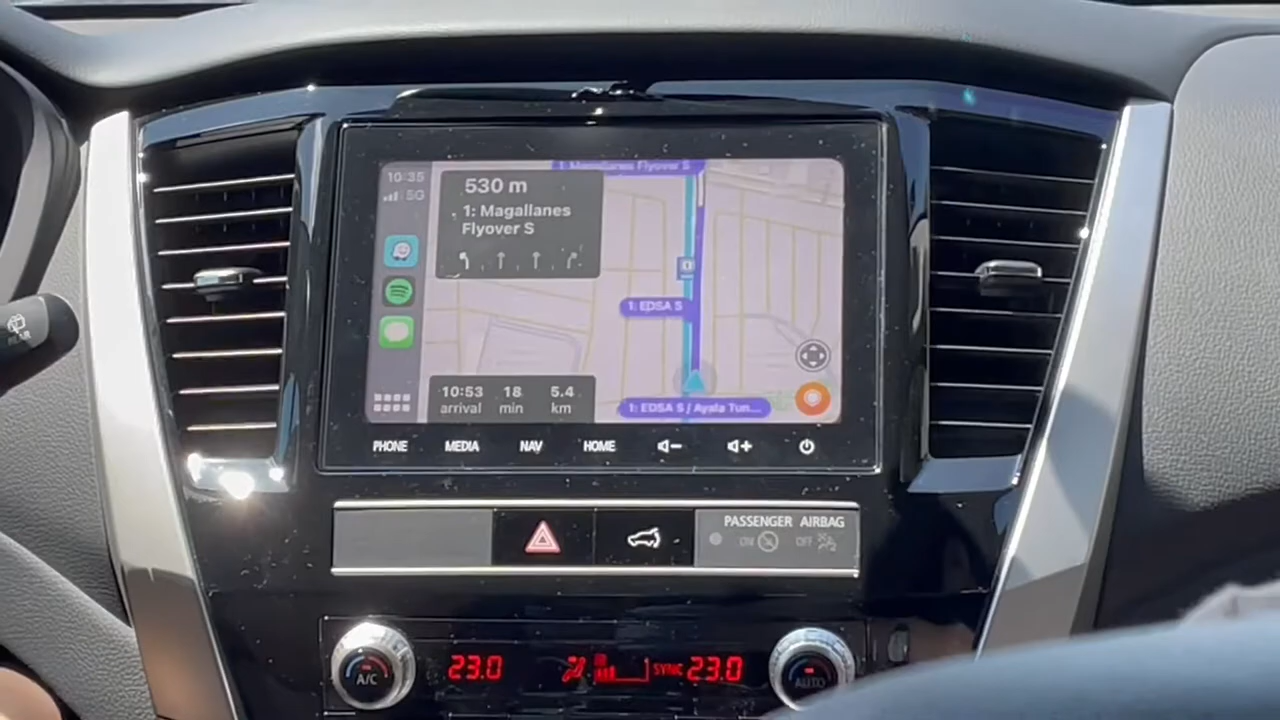 1: Magallanes Flyover S
10:35
5G
530 m
1: Magallanes
Flyover S
1: EDSA S
10:53 18 5.4
arrival min km
1: EDSA S / Ayala Tun...
PHONE MEDIA NAV HOME
PASSENGER AIRBAG
ON OFF
A/C
23.0
SYNC
23.0
AUTO
REAR